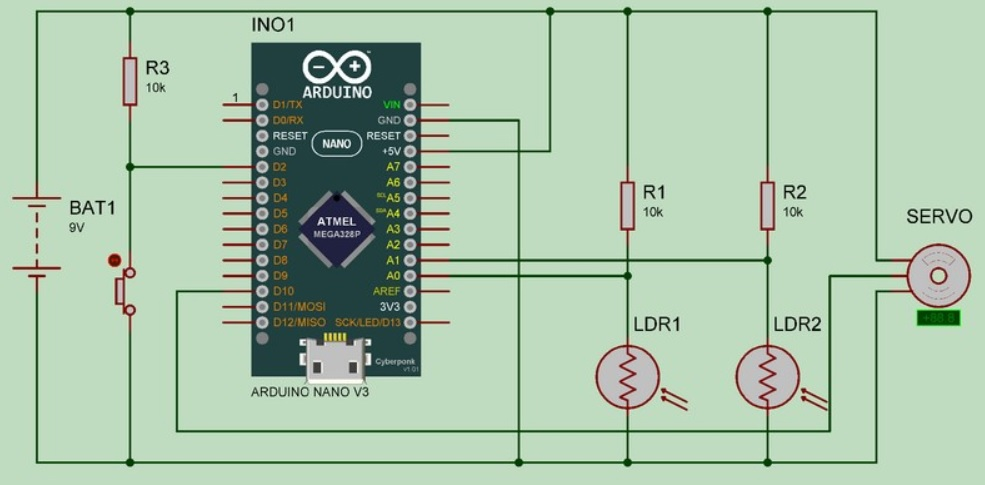 INO1
R3
10k
ARDUINO
1
D1/TX
VIN
D0/RX
GND
RESET
RESET
GND
NANO
+5V
D2
A7
D3
A6
D4
A5
D5
A4
ATMEL
MEGA328P
D6
A3
D7
A2
D8
A1
D9
A0
D10
AREF
D11/MOSI
3V3
D12/MISO
SCK/LED/D13
Cyberponk
V1.01
ARDUINO NANO V3
BAT1
9V
R1
10k
R2
10k
SERVO
LDR1
LDR2